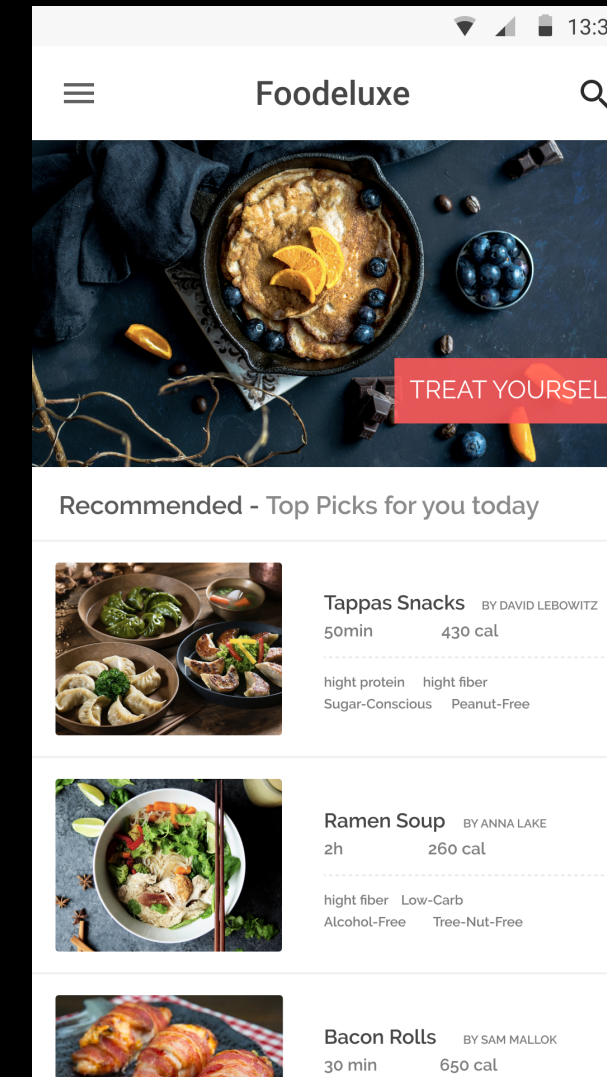 13:3
Foodeluxe
TREAT YOURSEL
Recommended - Top Picks for you today
Tappas Snacks BY DAVID LEBOWITZ
50min 430 cal
hight protein hight fiber
Sugar-Conscious Peanut-Free
Ramen Soup BY ANNA LAKE
2h 260 cal
hight fiber Low-Carb
Alcohol-Free Tree-Nut-Free
Bacon Rolls BY SAM MALLOK
30 min 650 cal